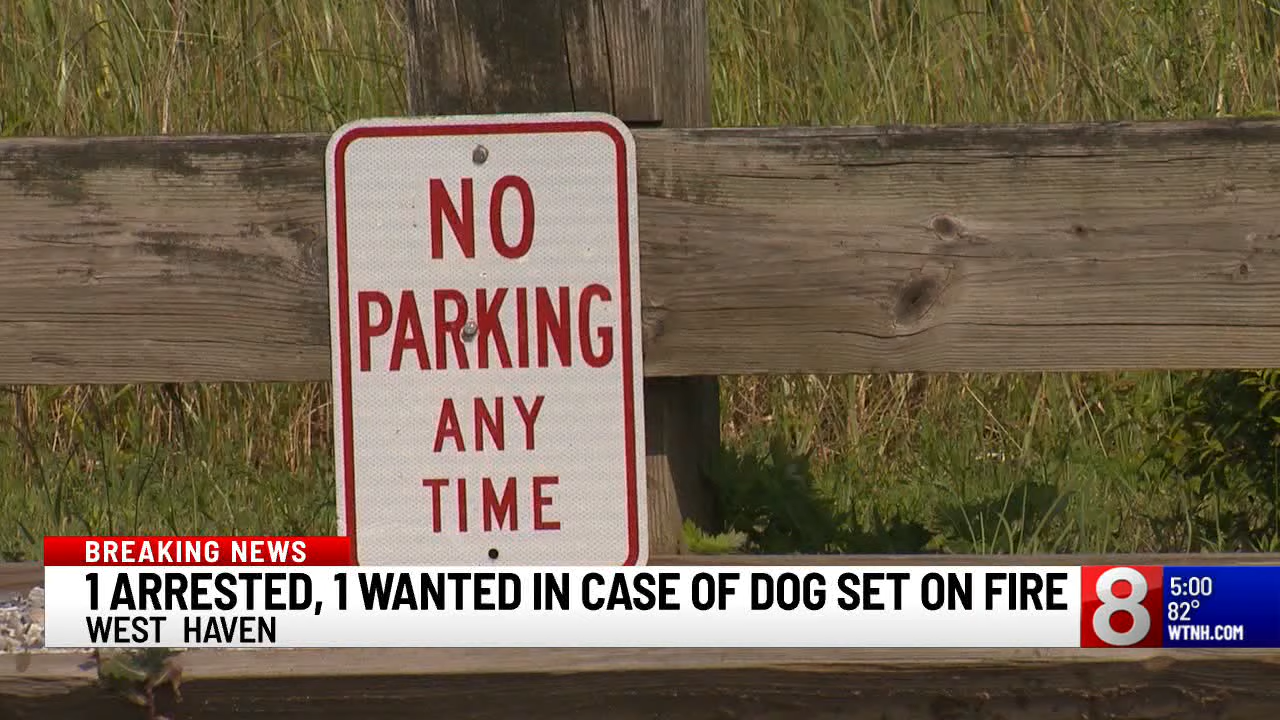 NO
PARKING
ANY
TIME
BREAKING NEWS
1 ARRESTED, 1 WANTED IN CASE OF DOG SET ON FIRE
WEST HAVEN
8
5:00
82°
WTNH.COM